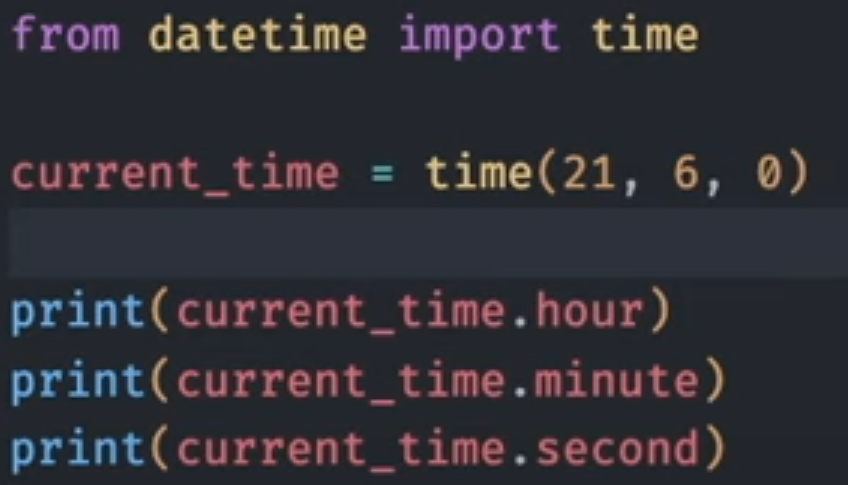 from datetime import time
current_time = time(21, 6, 0)
print(current_time.hour)
print(current_time.minute)
print(current_time.second)